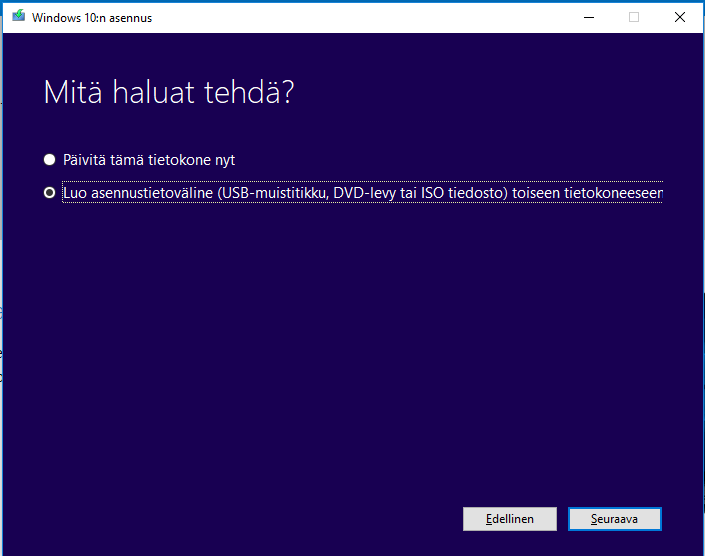 Windows 10:n asennus
Mitä haluat tehdä?
Päivitä tämä tietokone nyt
Luo asennustietoväline (USB-muistitikku, DVD-levy tai ISO tiedosto) toiseen tietokoneeseen
Edellinen
Seuraava